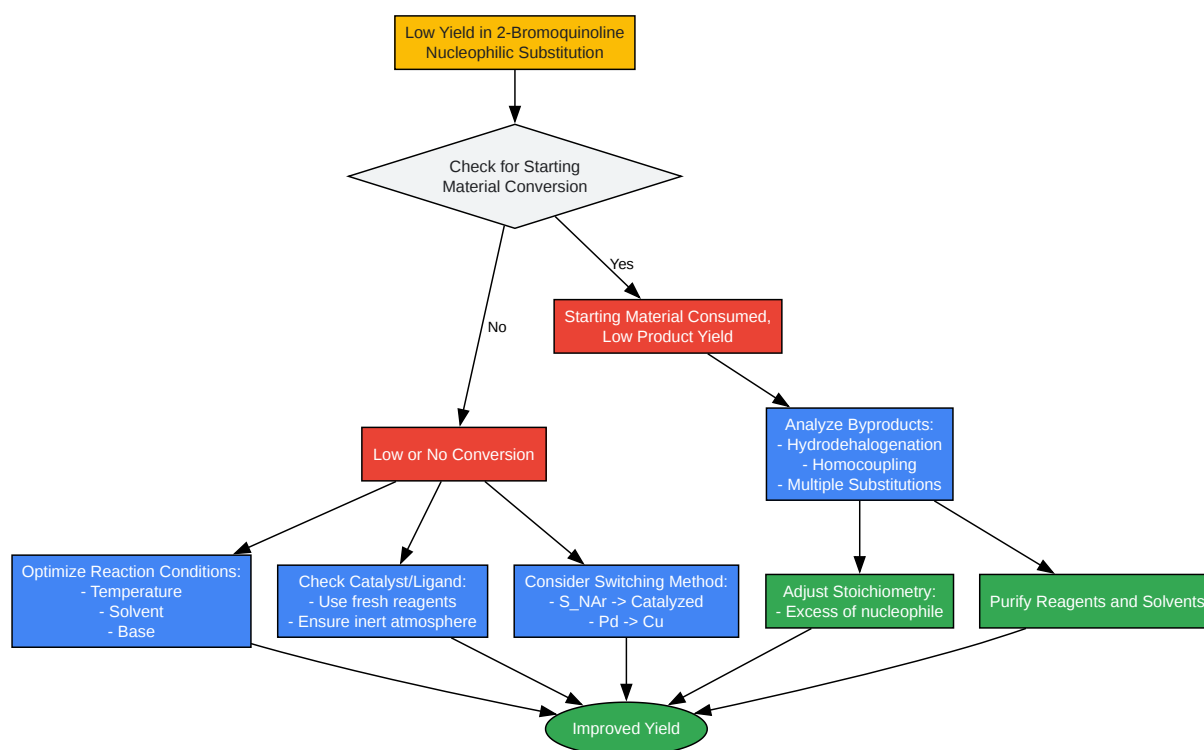 Low Yield in 2-Bromoquinoline
Nucleophilic Substitution
Check for Starting
Material Conversion
Yes
No
Starting Material Consumed,
Low Product Yield
Low or No Conversion
Analyze Byproducts:
- Hydrodehalogenation
- Homocoupling
- Multiple Substitutions
Optimize Reaction Conditions:
- Temperature
- Solvent
- Base
Check Catalyst/Ligand:
- Use fresh reagents
- Ensure inert atmosphere
Consider Switching Method:
- S_NAr -> Catalyzed
- Pd -> Cu
Adjust Stoichiometry:
- Excess of nucleophile
Purify Reagents and Solvents
Improved Yield